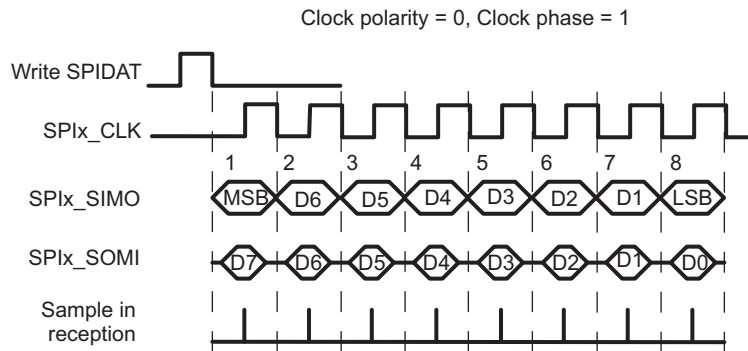 Clock polarity = 0, Clock phase = 1
Write SPIDAT
SPIx_CLK
1 2 3 4 5 6 7 8
SPIx_SIMO MSB D6 D5 D4 D3 D2 D1 LSB
SPIx_SOMI D7 D6 D5 D4 D3 D2 D1 D0
Sample in
reception